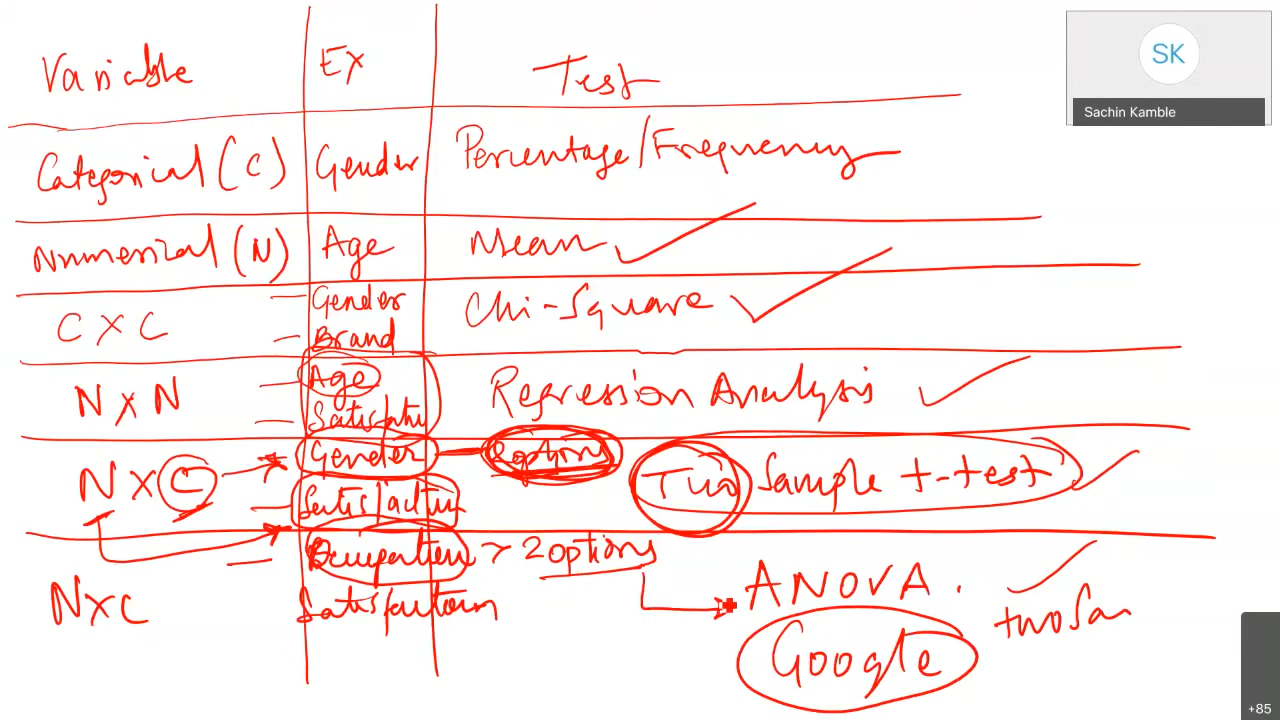 Variable Ex Test
SK
Sachin Kamble
Categorical (C) Gender Percentage/Frequency
Numerical (N) Age Mean
C X C Gender Chi-Square
Brand
N X N Age Regression Analysis
Satisfactn
N X C Gender 2 options Two Sample t-test
Satisfaction
Occupation > 2 options
ANOVA.
N X C Satisfaction two Sa
Google
+85